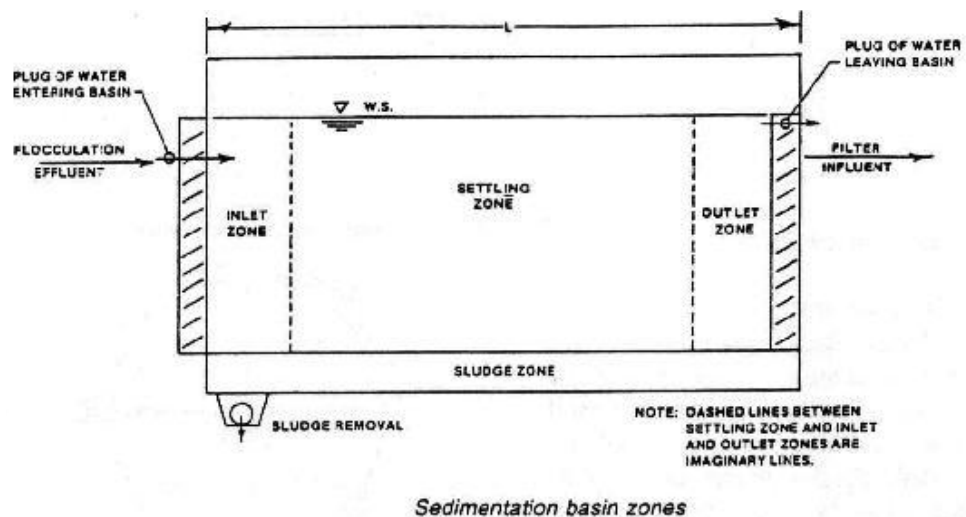 L
PLUG OF WATER
ENTERING BASIN
PLUG OF WATER
LEAVING BASIN
W.S.
FLOCCULATION
EFFLUENT
FILTER
INFLUENT
SETTLING
ZONE
INLET
ZONE
OUTLET
ZONE
SLUDGE ZONE
SLUDGE REMOVAL
NOTE: DASHED LINES BETWEEN
SETTLING ZONE AND INLET
AND OUTLET ZONES ARE
IMAGINARY LINES.
Sedimentation basin zones